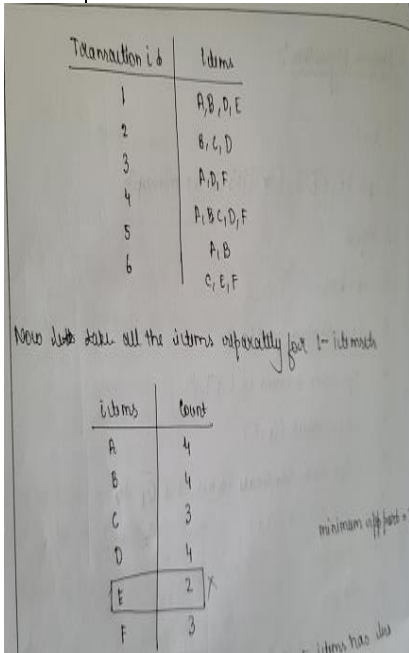 Transaction id Items
1 A,B,D,E
2 B,C,D
3 A,D,F
4 A,B,C,D,F
5 A,B
6 C,E,F
Now take all the items separately for 1-itemset
items Count
A 4
B 4
C 3
minimum support =
D 4
E 2 X
F 3
items has